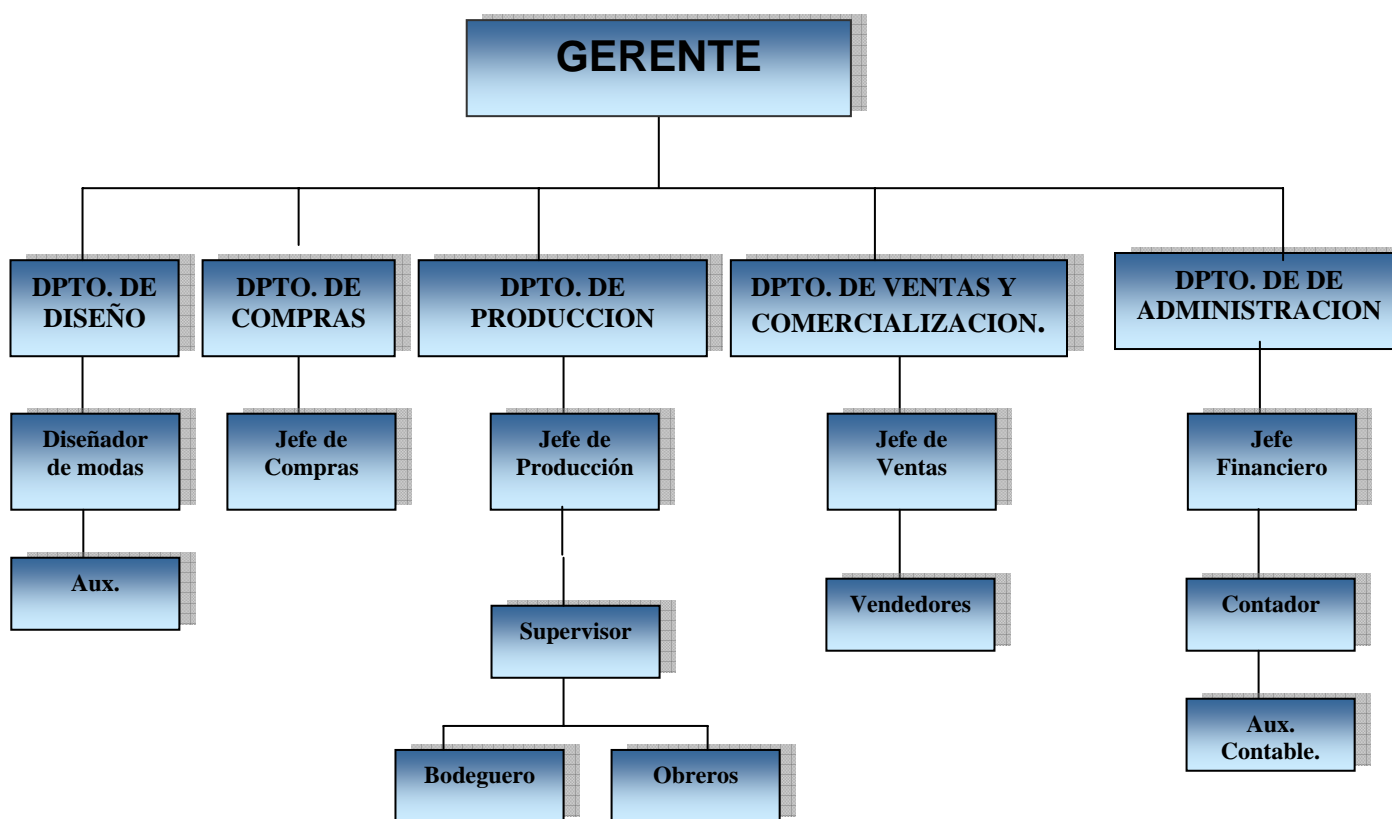 GERENTE
DPTO. DE
DISEÑO
DPTO. DE
COMPRAS
DPTO. DE
PRODUCCION
DPTO. DE VENTAS Y
COMERCIALIZACION.
DPTO. DE DE
ADMINISTRACION
Diseñador
de modas
Jefe de
Compras
Jefe de
Producción
Jefe de
Ventas
Jefe
Financiero
Aux.
Supervisor
Vendedores
Contador
Bodeguero
Obreros
Aux.
Contable.